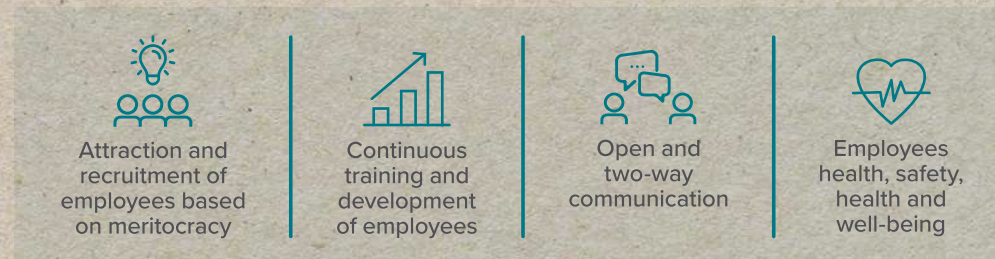 Attraction and
recruitment of
employees based
on meritocracy
Continuous
training and
development
of employees
Open and
two-way
communication
Employees
health, safety,
health and
well-being